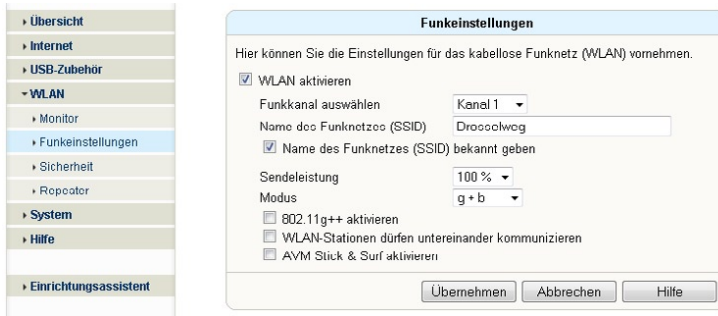 Übersicht
Internet
USB-Zubehör
WLAN
Monitor
Funkeinstellungen
Sicherheit
Repeater
System
Hilfe
Einrichtungsassistent
Funkeinstellungen
Hier können Sie die Einstellungen für das kabellose Funknetz (WLAN) vornehmen.
WLAN aktivieren
Funkkanal auswählen Kanal 1
Name des Funknetzes (SSID) Drosselweg
Name des Funknetzes (SSID) bekannt geben
Sendeleistung 100 %
Modus g + b
802.11g++ aktivieren
WLAN-Stationen dürfen untereinander kommunizieren
AVM Stick & Surf aktivieren
Übernehmen Abbrechen Hilfe